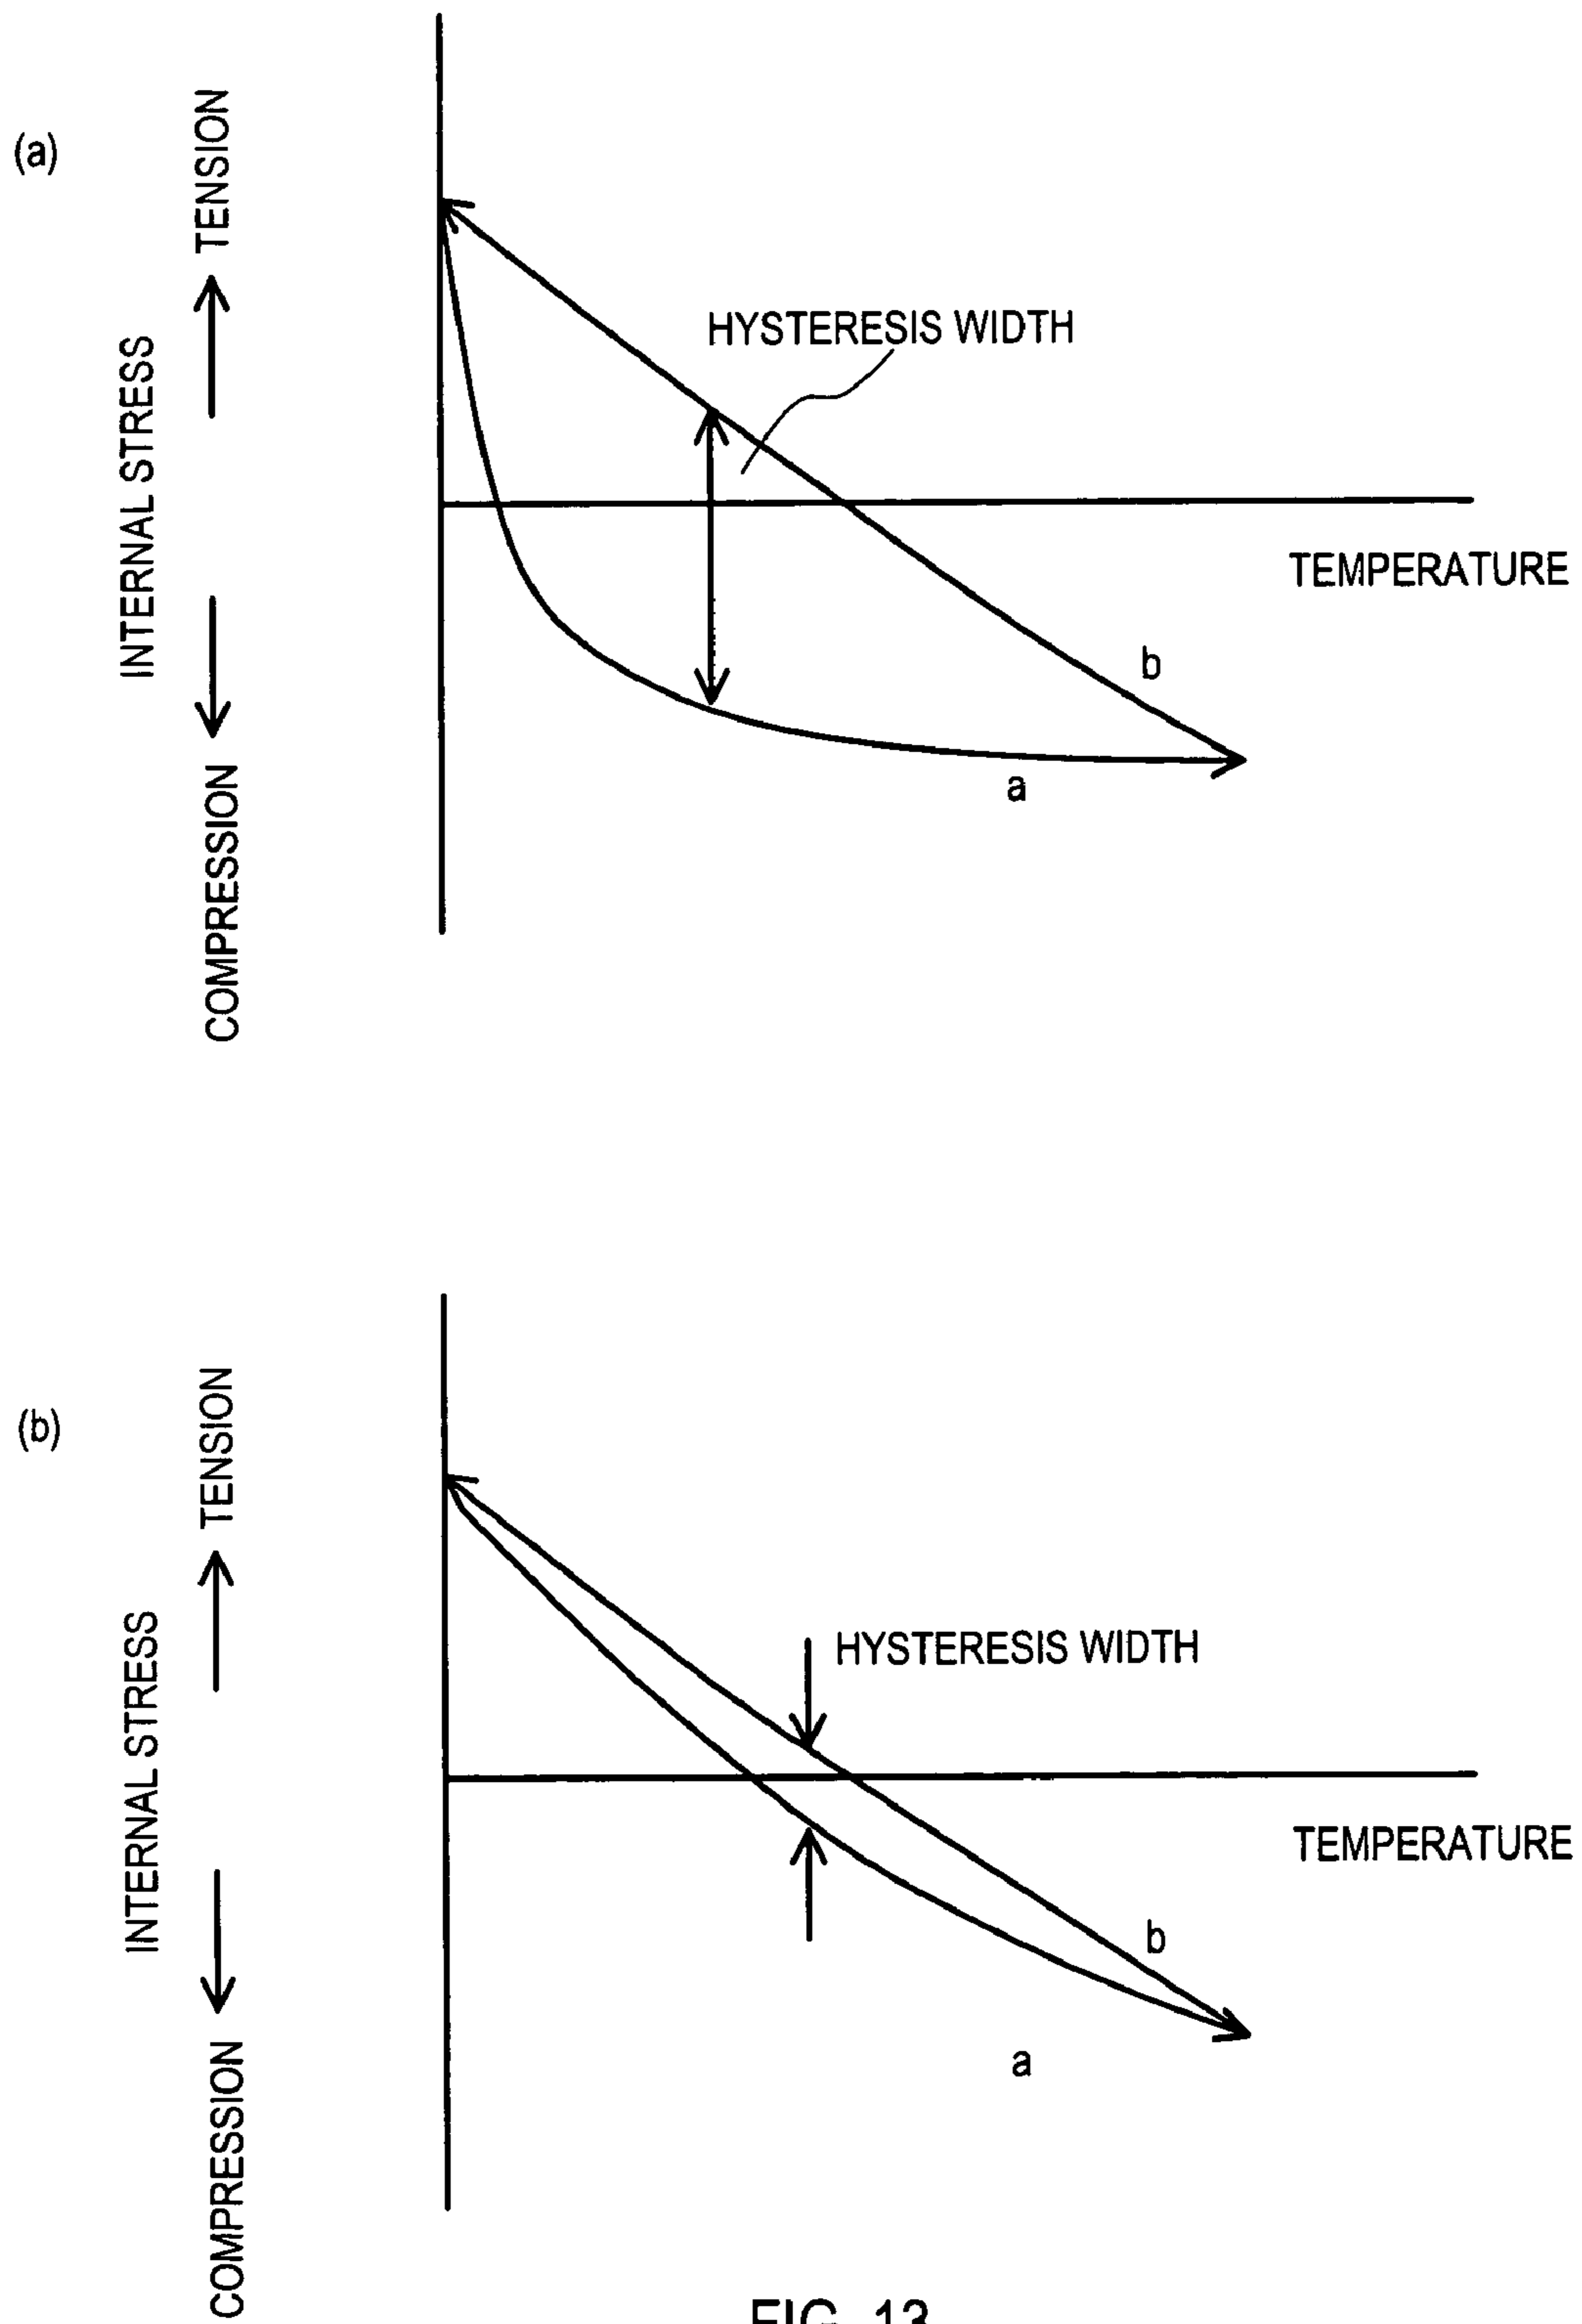 (a)
TENSION
INTERNAL STRESS
COMPRESSION
HYSTERESIS WIDTH
TEMPERATURE
b
a
(b)
TENSION
INTERNAL STRESS
COMPRESSION
HYSTERESIS WIDTH
TEMPERATURE
b
a
FIG. 13